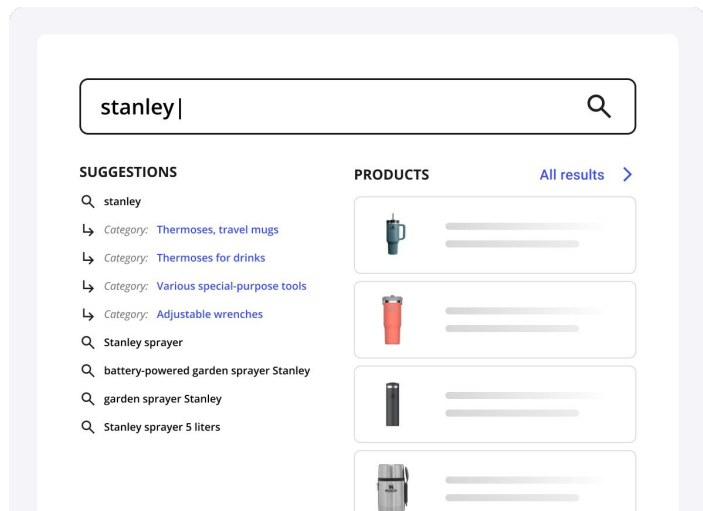 stanley
SUGGESTIONS
stanley
Category: Thermoses, travel mugs
Category: Thermoses for drinks
Category: Various special-purpose tools
Category: Adjustable wrenches
Stanley sprayer
battery-powered garden sprayer Stanley
garden sprayer Stanley
Stanley sprayer 5 liters
PRODUCTS
All results
STANLEY